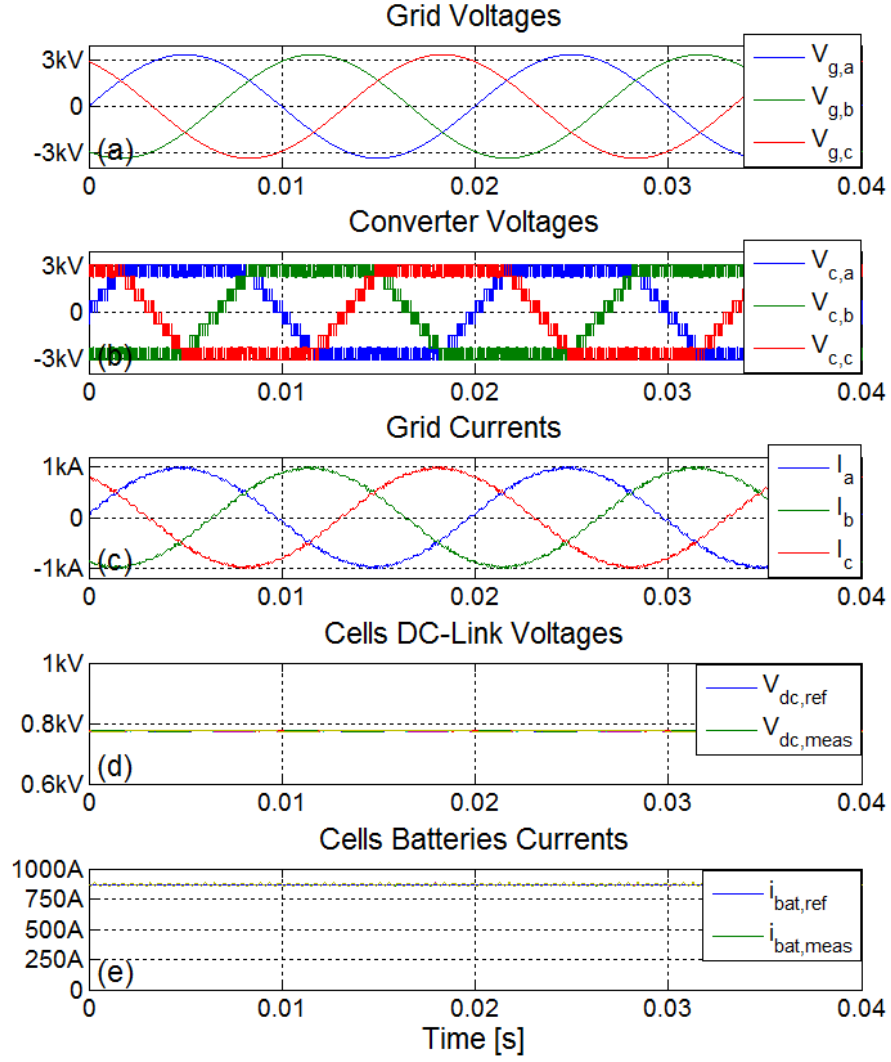 Grid Voltages
3kV
0
-3kV
(a)
V_g,a
V_g,b
V_g,c
0 0.01 0.02 0.03 0.04
Converter Voltages
3kV
0
-3kV
(b)
V_c,a
V_c,b
V_c,c
0 0.01 0.02 0.03 0.04
Grid Currents
1kA
0
-1kA
(c)
I_a
I_b
I_c
0 0.01 0.02 0.03 0.04
Cells DC-Link Voltages
1kV
0.8kV
0.6kV
(d)
V_dc,ref
V_dc,meas
0 0.01 0.02 0.03 0.04
Cells Batteries Currents
1000A
750A
500A
250A
0
(e)
i_bat,ref
i_bat,meas
0 0.01 0.02 0.03 0.04
Time [s]